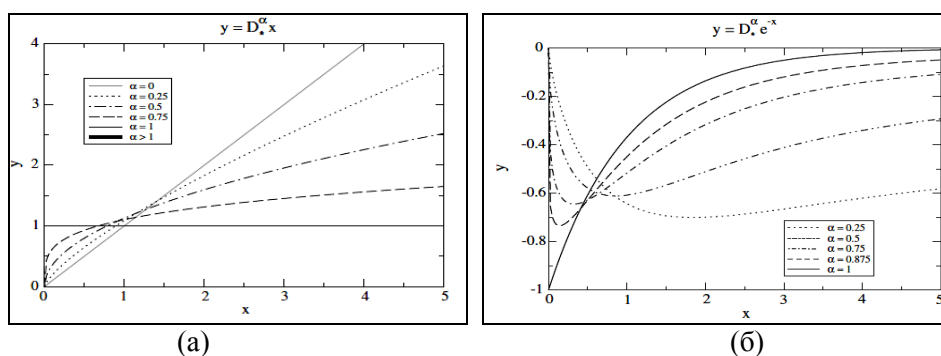 y = D*^α x
4
3
2
1
0
y
α = 0
α = 0.25
α = 0.5
α = 0.75
α = 1
α > 1
0
1
2
3
4
5
x
(а)
y = D*^α e^-x
0
-0.2
-0.4
-0.6
-0.8
-1
y
α = 0.25
α = 0.5
α = 0.75
α = 0.875
α = 1
0
1
2
3
4
5
x
(б)